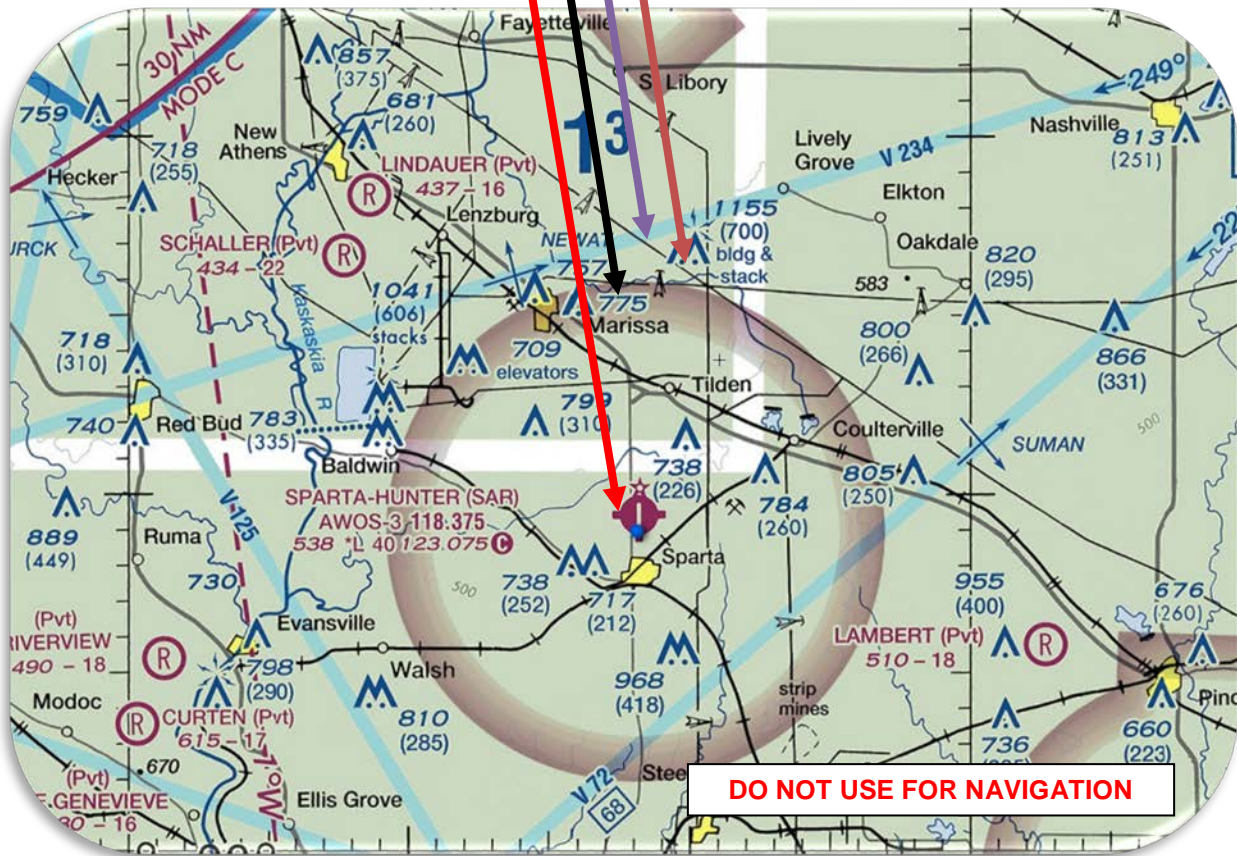 Fayetteville
30 NM
MODE C
857
(375)
St Libory
249°
759
681
(260)
1³
Nashville
813
(251)
718
(255)
New
Athens
Lively
Grove
V 234
Hecker
LINDAUER (Pvt)
437 - 16
R
Elkton
Lenzburg
1155
(700)
bldg &
stack
SCHALLER (Pvt)
434 - 22
R
Oakdale
820
(295)
583
Kaskaskia
R
1041
(606)
stacks
757
775
Marissa
718
(310)
709
elevators
800
(266)
866
(331)
Tilden
740
Red Bud
783
(335)
799
(310)
Coulterville
SUMAN
500
Baldwin
738
(226)
805
(250)
784
(260)
SPARTA-HUNTER (SAR)
AWOS-3 118.375
538 *L 40 123.075 C
889
(449)
Ruma
V 125
Sparta
730
500
738
(252)
717
(212)
955
(400)
676
(260)
(Pvt)
RIVERVIEW
490 - 18
R
Evansville
LAMBERT (Pvt)
510 - 18
R
798
(290)
Walsh
968
(418)
strip
mines
Modoc
R
CURTEN (Pvt)
615 - 17
810
(285)
660
(223)
736
670
V 72
68
DO NOT USE FOR NAVIGATION
(Pvt)
Ellis Grove